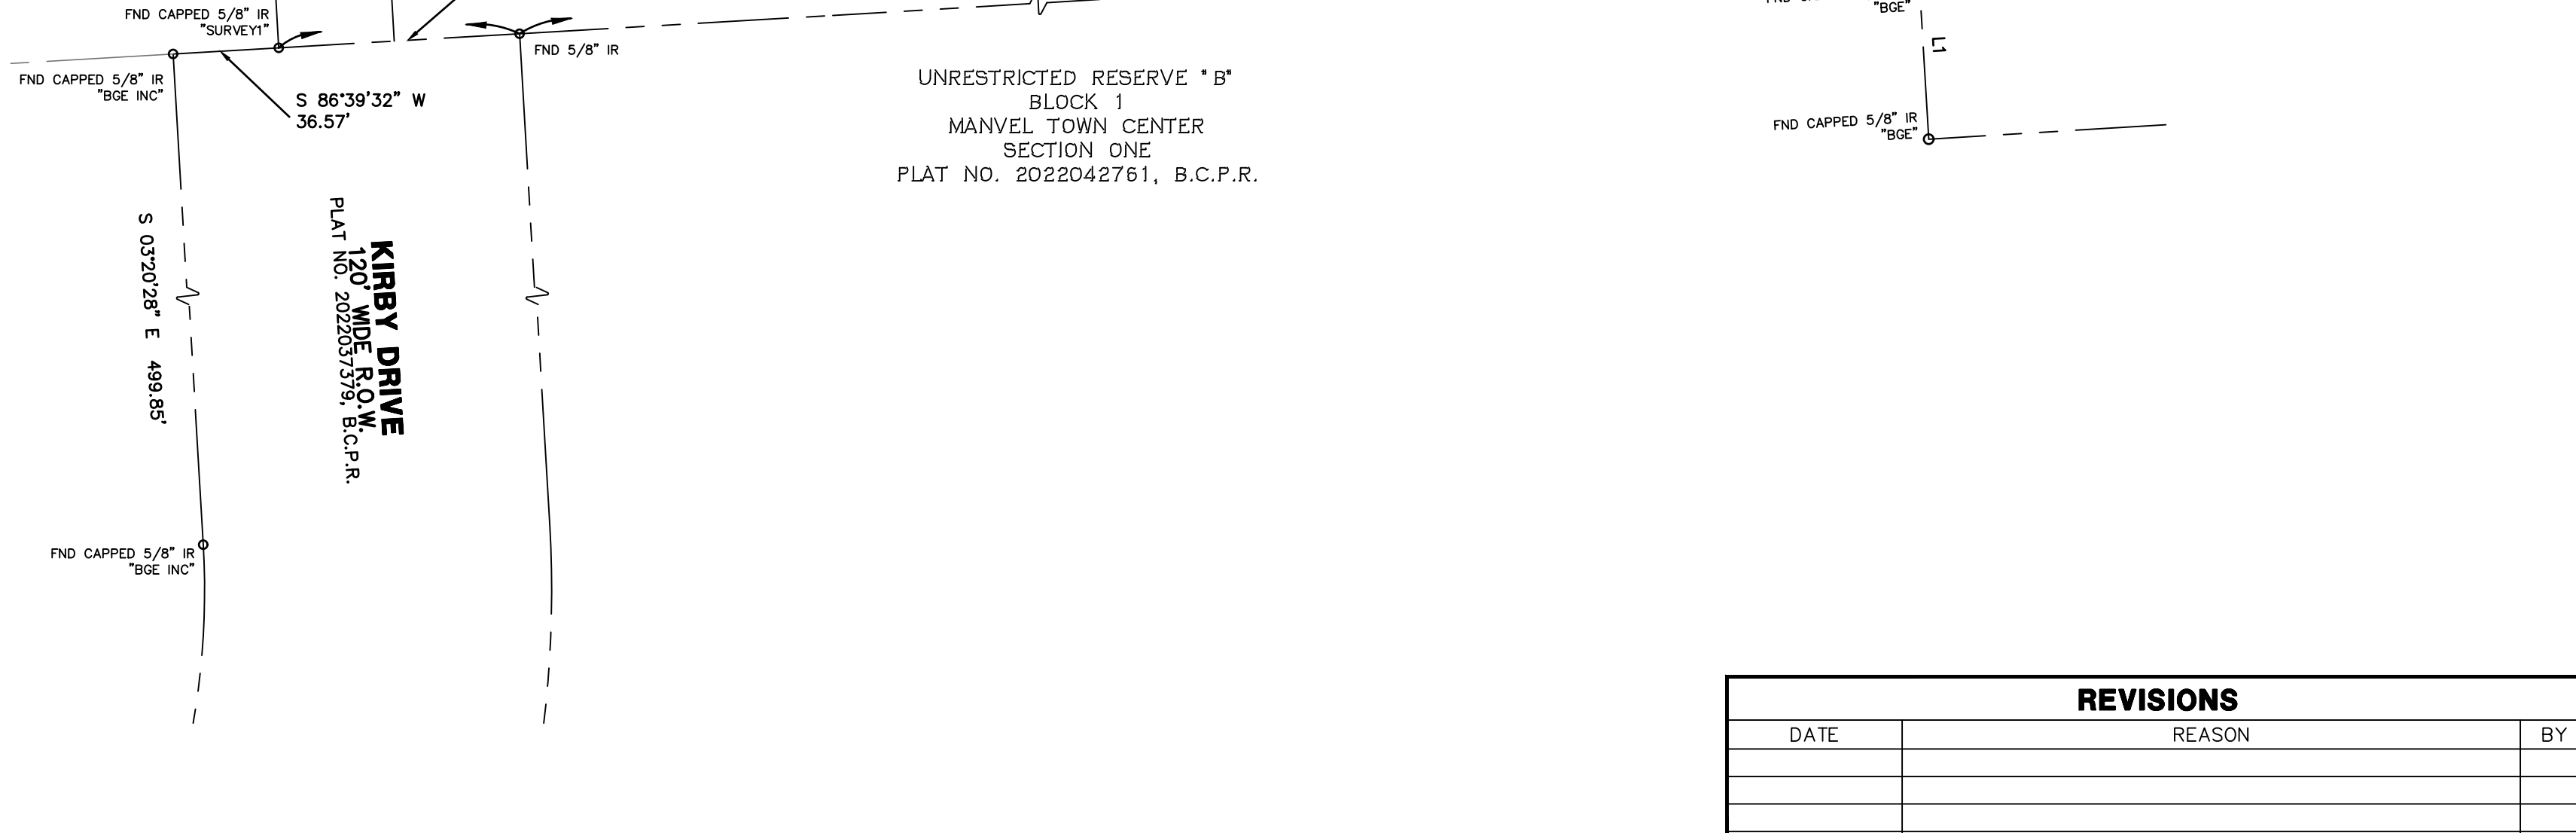 FND CAPPED 5/8" IR
"SURVEY1"
FND CAPPED 5/8" IR
"BGE INC"
S 86°39'32" W
36.57'
FND 5/8" IR
UNRESTRICTED RESERVE "B"
BLOCK 1
MANVEL TOWN CENTER
SECTION ONE
PLAT NO. 2022042761, B.C.P.R.
"BGE"
L1
FND CAPPED 5/8" IR
"BGE"
S 03°20'28" E 499.85'
KIRBY DRIVE
120' WIDE R.O.W.
PLAT NO. 2022037379, B.C.P.R.
FND CAPPED 5/8" IR
"BGE INC"
REVISIONS
DATE REASON BY